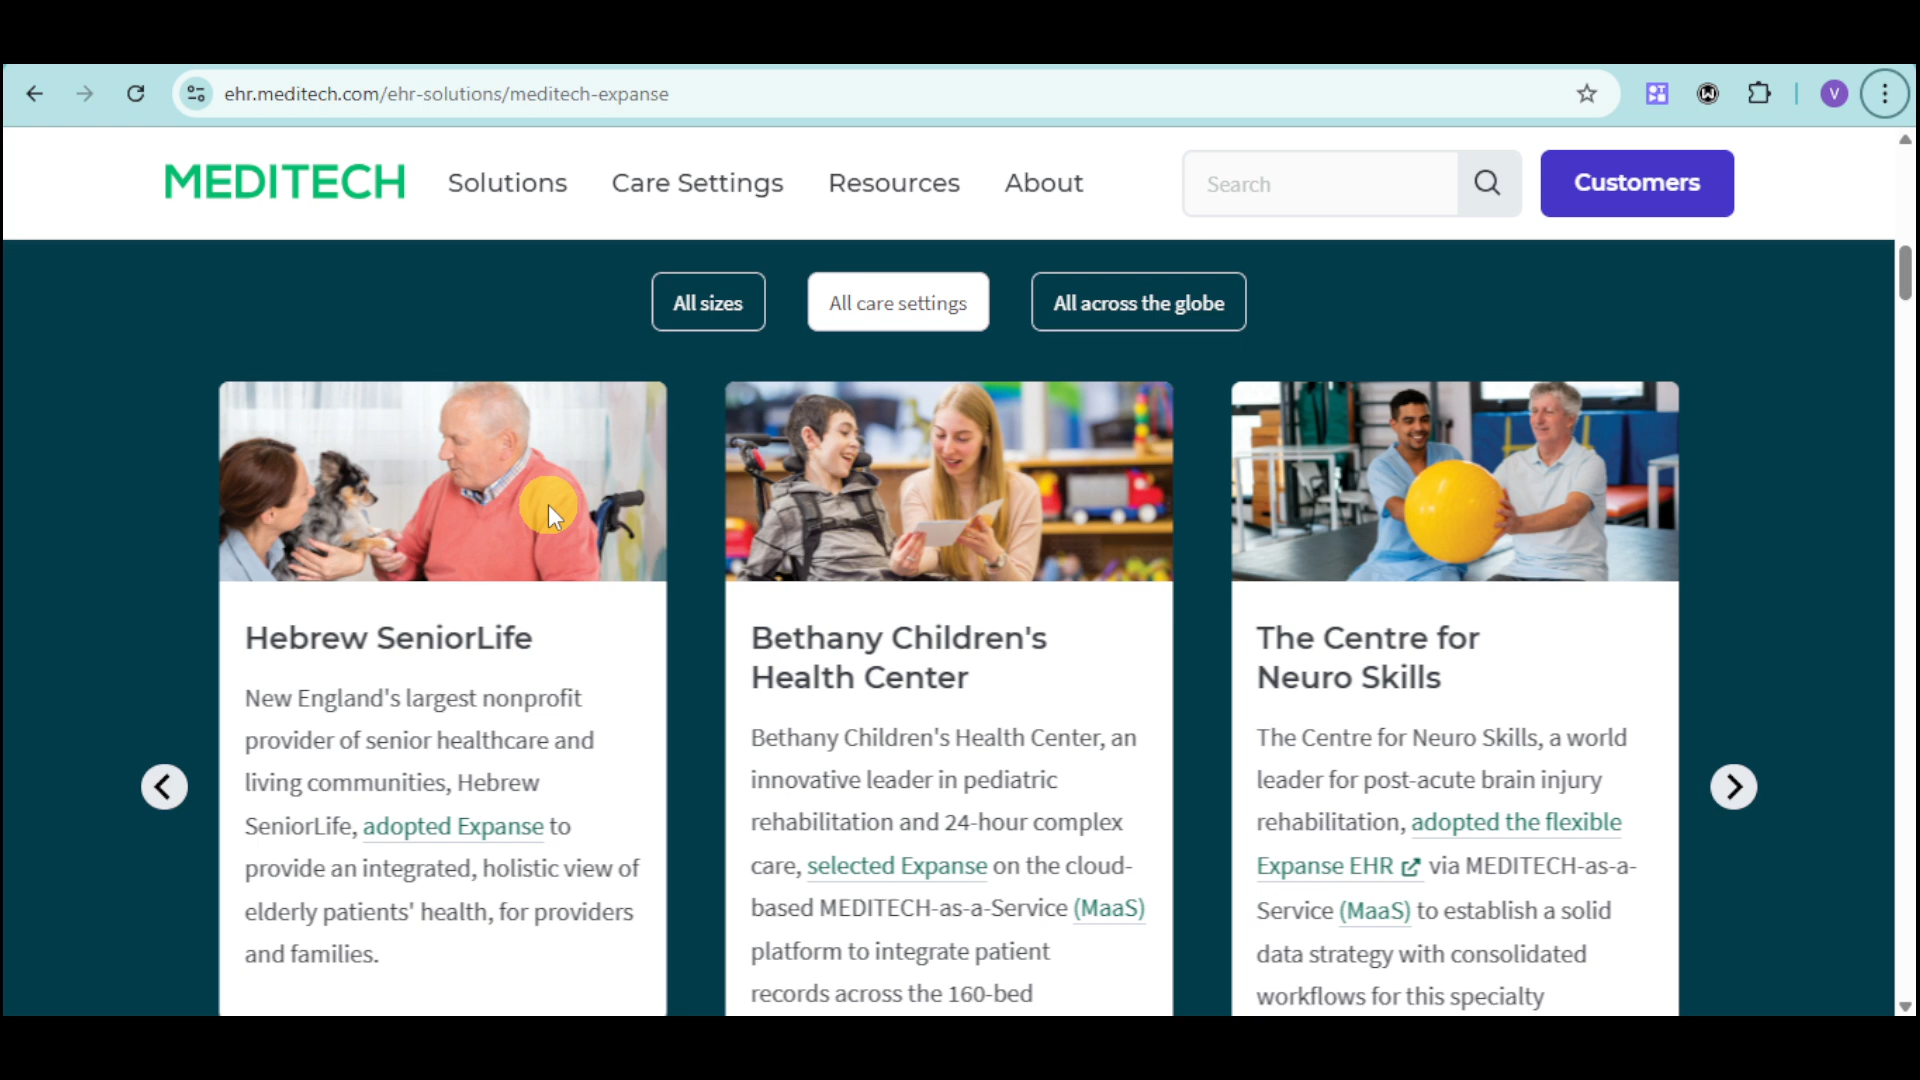 ehr.meditech.com/ehr-solutions/meditech-expanse
V
MEDITECH
Solutions
Care Settings
Resources
About
Search
Customers
All sizes
All care settings
All across the globe
Hebrew SeniorLife
New England's largest nonprofit
provider of senior healthcare and
living communities, Hebrew
SeniorLife, adopted Expanse to
provide an integrated, holistic view of
elderly patients' health, for providers
and families.
Bethany Children's
Health Center
Bethany Children's Health Center, an
innovative leader in pediatric
rehabilitation and 24-hour complex
care, selected Expanse on the cloud-
based MEDITECH-as-a-Service (MaaS)
platform to integrate patient
records across the 160-bed
The Centre for
Neuro Skills
The Centre for Neuro Skills, a world
leader for post-acute brain injury
rehabilitation, adopted the flexible
Expanse EHR via MEDITECH-as-a-
Service (MaaS) to establish a solid
data strategy with consolidated
workflows for this specialty